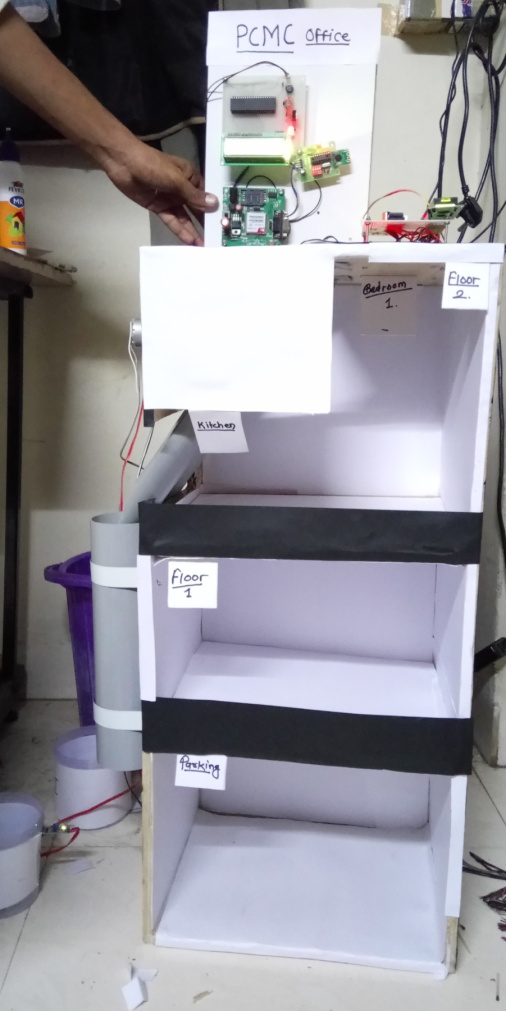 PCMC Office
Bedroom
1.
Floor
2.
Kitchen
Floor
1
Parking